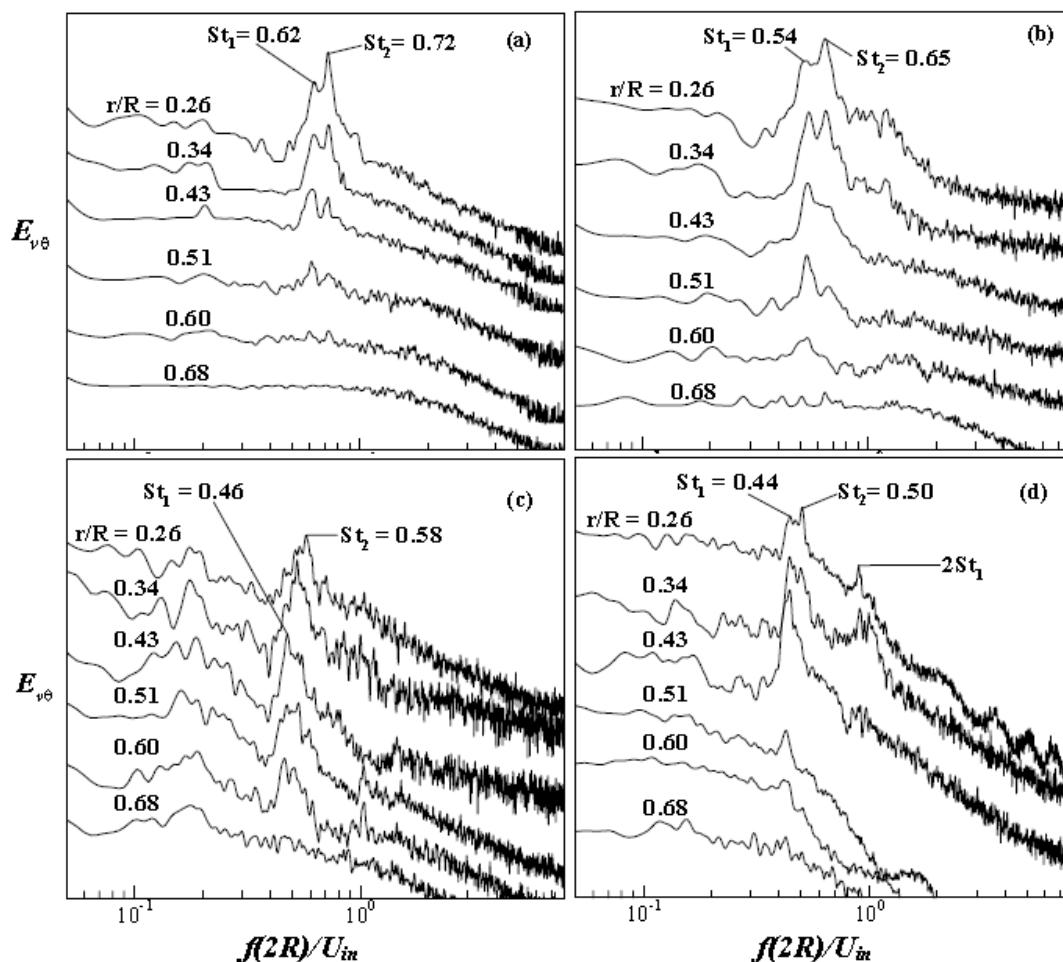 (a)
St1 = 0.62
St2 = 0.72
r/R = 0.26
0.34
0.43
0.51
0.60
0.68
(b)
St1 = 0.54
St2 = 0.65
r/R = 0.26
0.34
0.43
0.51
0.60
0.68
Evθ
(c)
St1 = 0.46
St2 = 0.58
r/R = 0.26
0.34
0.43
0.51
0.60
0.68
(d)
St1 = 0.44
St2 = 0.50
2St1
r/R = 0.26
0.34
0.43
0.51
0.60
0.68
Evθ
10-1
100
10-1
100
f(2R)/Uin
f(2R)/Uin